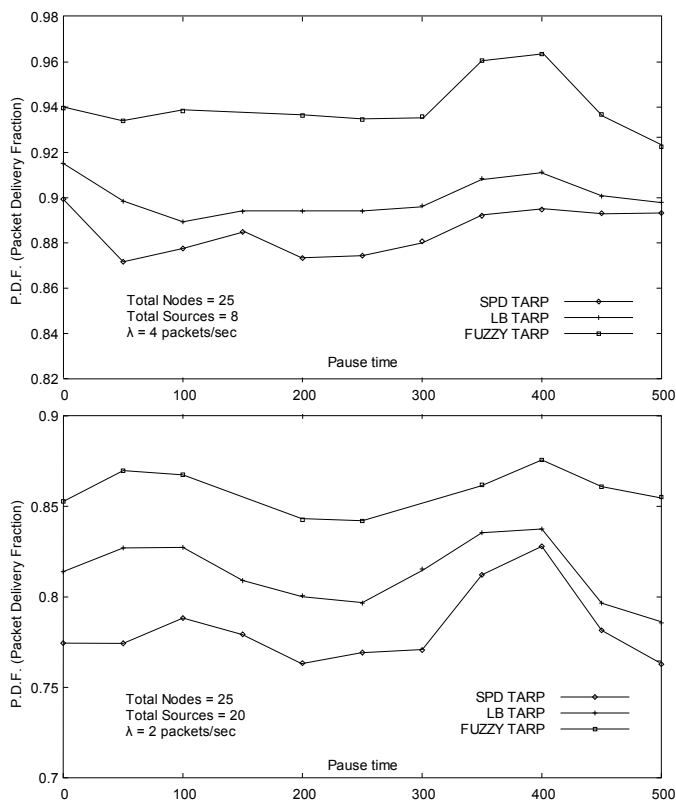 0.98
0.96
0.94
0.92
0.9
0.88
0.86
0.84
0.82
P.D.F. (Packet Delivery Fraction)
Total Nodes = 25
Total Sources = 8
λ = 4 packets/sec
SPD TARP
LB TARP
FUZZY TARP
Pause time
0 100 200 300 400 500
0.9
0.85
0.8
0.75
0.7
P.D.F. (Packet Delivery Fraction)
Total Nodes = 25
Total Sources = 20
λ = 2 packets/sec
SPD TARP
LB TARP
FUZZY TARP
Pause time
0 100 200 300 400 500